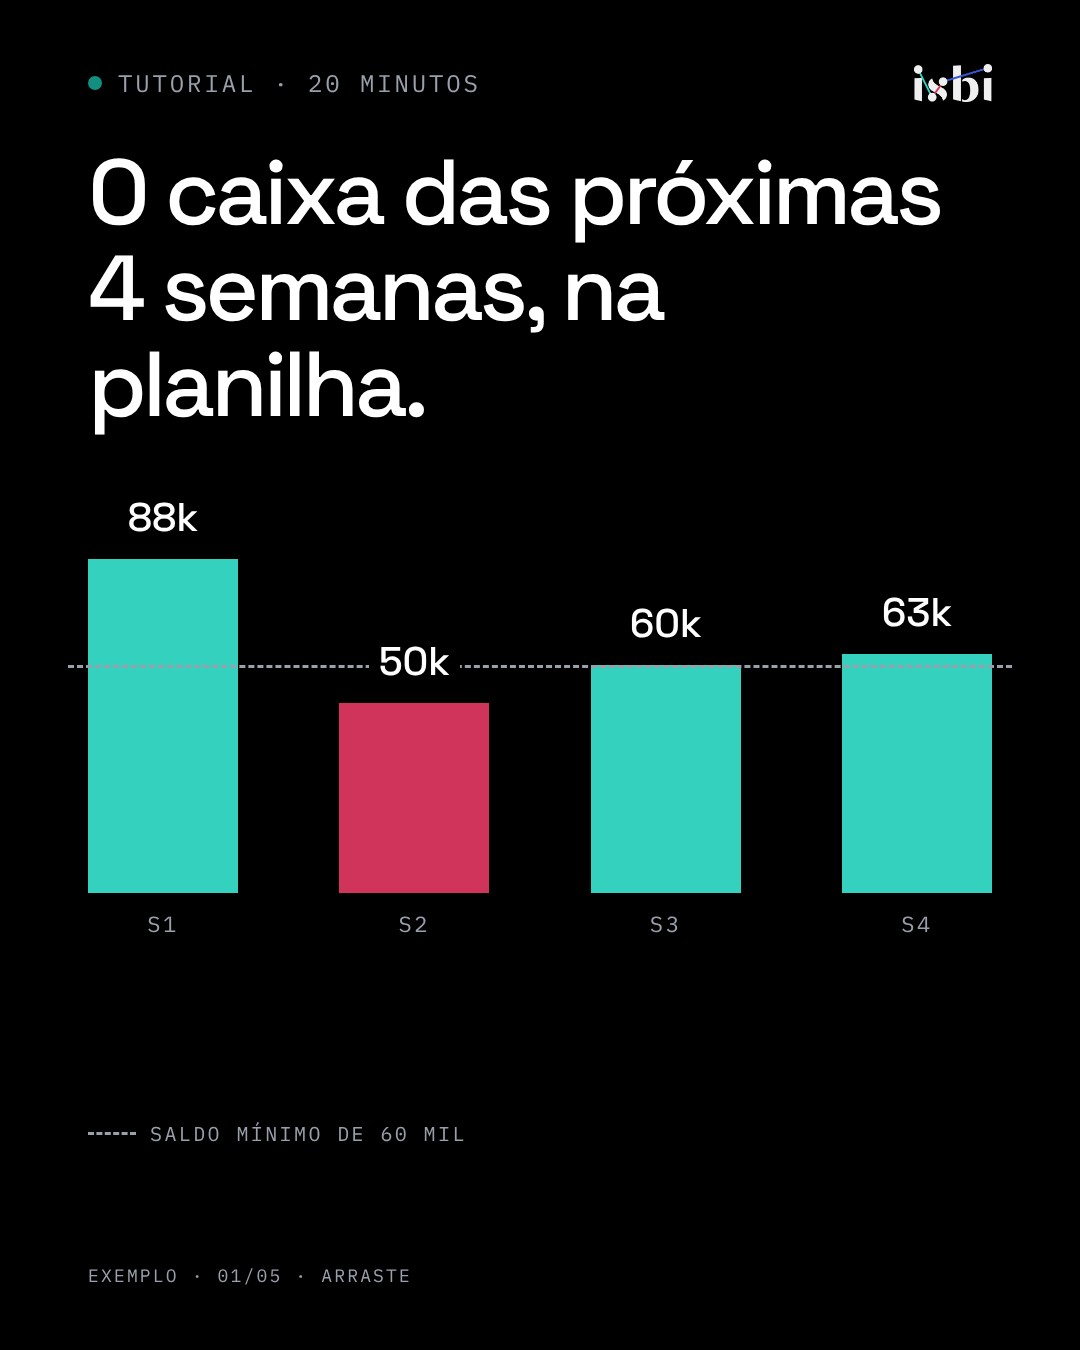 TUTORIAL · 20 MINUTOS
isbi
O caixa das próximas
4 semanas, na
planilha.
88k
50k
60k
63k
S1
S2
S3
S4
SALDO MÍNIMO DE 60 MIL
EXEMPLO · 01/05 · ARRASTE